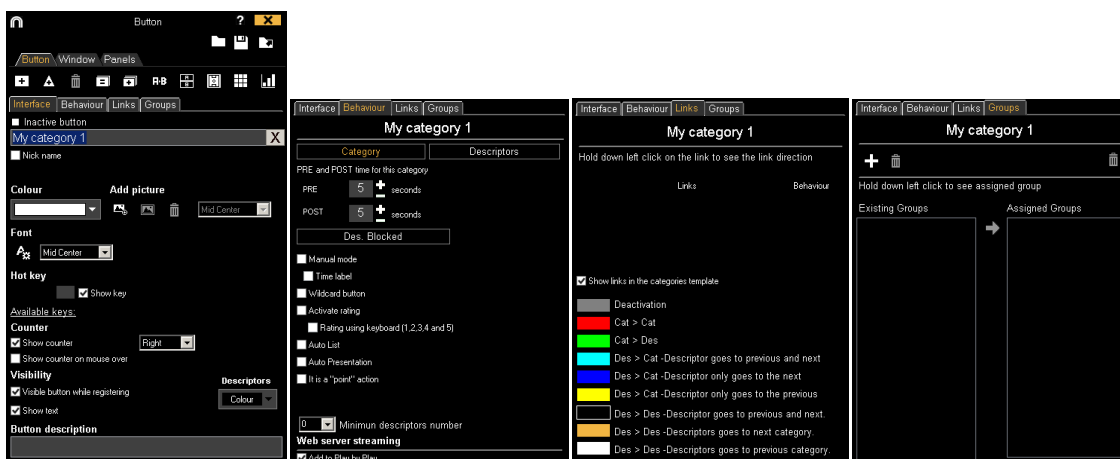 Button ? X
Button Window Panels
A-B
Interface Behaviour Links Groups
Inactive button
My category 1 X
Nick name
Colour Add picture
Mid Center
Font
Mid Center
Hot key
Show key
Available keys:
Counter
Show counter Right
Show counter on mouse over
Visibility
Visible button while registering
Descriptors
Colour
Show text
Button description
Interface Behaviour Links Groups
My category 1
Category Descriptors
PRE and POST time for this category
PRE 5 seconds
POST 5 seconds
Des. Blocked
Manual mode
Time label
Wildcard button
Activate rating
Rating using keyboard (1,2,3,4 and 5)
Auto List
Auto Presentation
It is a "point" action
0 Minimun descriptors number
Web server streaming
Add to Play by Play
Interface Behaviour Links Groups
My category 1
Hold down left click on the link to see the link direction
Links Behaviour
Show links in the categories template
Deactivation
Cat > Cat
Cat > Des
Des > Cat -Descriptor goes to previous and next
Des > Cat -Descriptor only goes to the next
Des > Cat -Descriptor only goes to the previous
Des > Des -Descriptor goes to previous and next.
Des > Des -Descriptors goes to next category.
Des > Des -Descriptors goes to previous category.
Interface Behaviour Links Groups
My category 1
Hold down left click to see assigned group
Existing Groups Assigned Groups